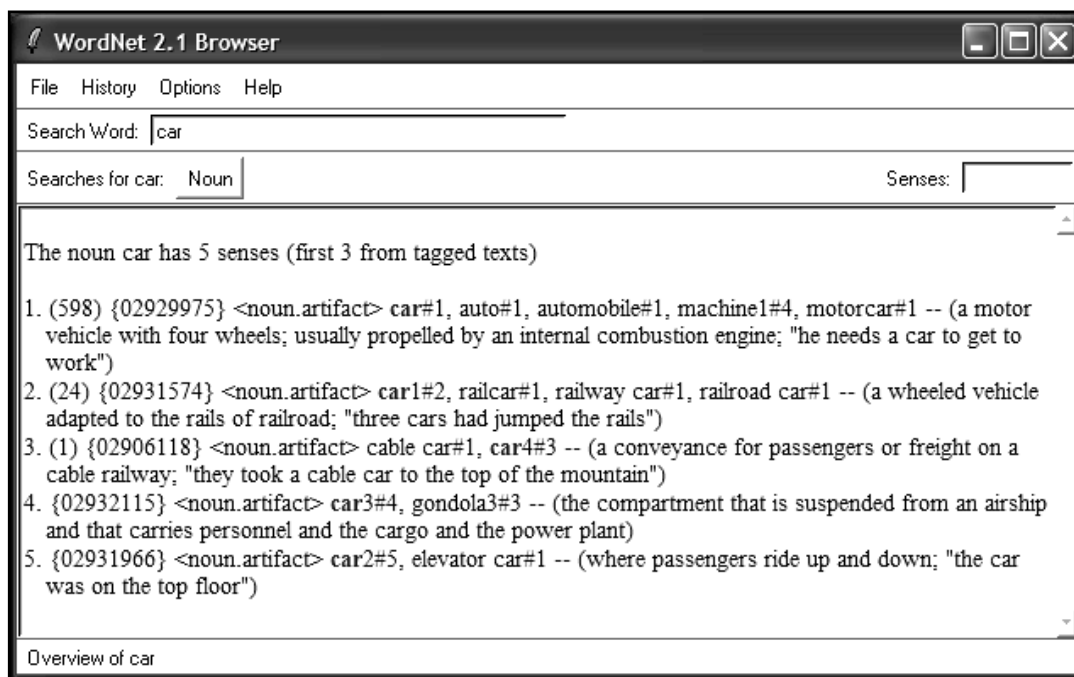 WordNet 2.1 Browser
File History Options Help
Search Word: car
Searches for car: Noun Senses:
The noun car has 5 senses (first 3 from tagged texts)
1. (598) {02929975} <noun.artifact> car#1, auto#1, automobile#1, machine1#4, motorcar#1 -- (a motor
vehicle with four wheels; usually propelled by an internal combustion engine; "he needs a car to get to
work")
2. (24) {02931574} <noun.artifact> car1#2, railcar#1, railway car#1, railroad car#1 -- (a wheeled vehicle
adapted to the rails of railroad; "three cars had jumped the rails")
3. (1) {02906118} <noun.artifact> cable car#1, car4#3 -- (a conveyance for passengers or freight on a
cable railway; "they took a cable car to the top of the mountain")
4. {02932115} <noun.artifact> car3#4, gondola3#3 -- (the compartment that is suspended from an airship
and that carries personnel and the cargo and the power plant)
5. {02931966} <noun.artifact> car2#5, elevator car#1 -- (where passengers ride up and down; "the car
was on the top floor")
Overview of car